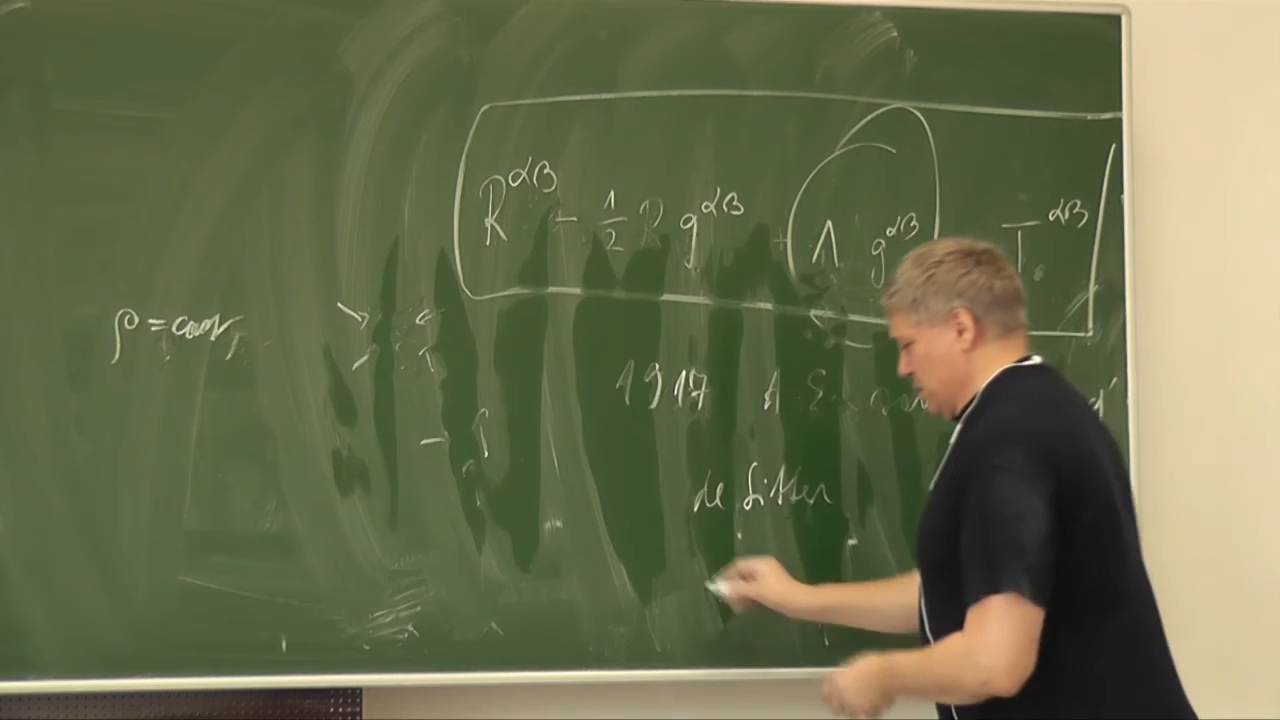 R^{αβ} - 1/2 R g^{αβ} + Λ g^{αβ} T^{αβ}
ρ = const
1917 A. E.
de Sitter